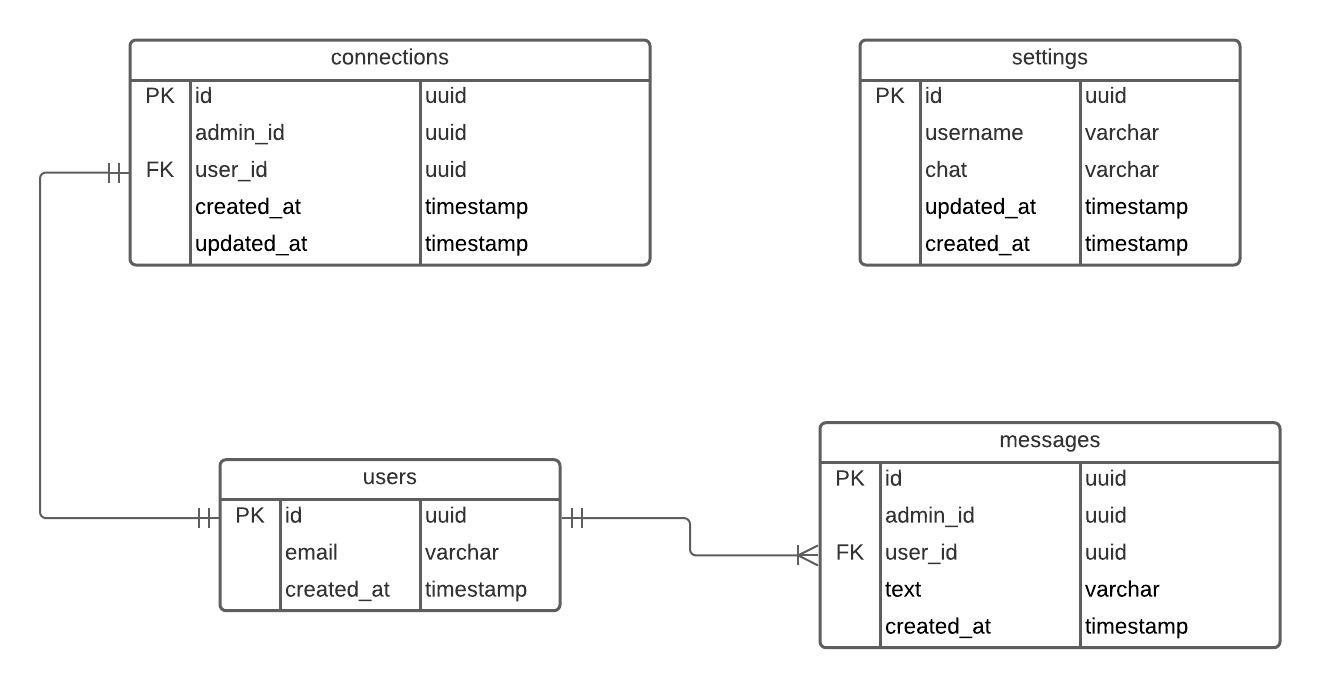 connections
PK id uuid
admin_id uuid
FK user_id uuid
created_at timestamp
updated_at timestamp
settings
PK id uuid
username varchar
chat varchar
updated_at timestamp
created_at timestamp
users
PK id uuid
email varchar
created_at timestamp
messages
PK id uuid
admin_id uuid
FK user_id uuid
text varchar
created_at timestamp